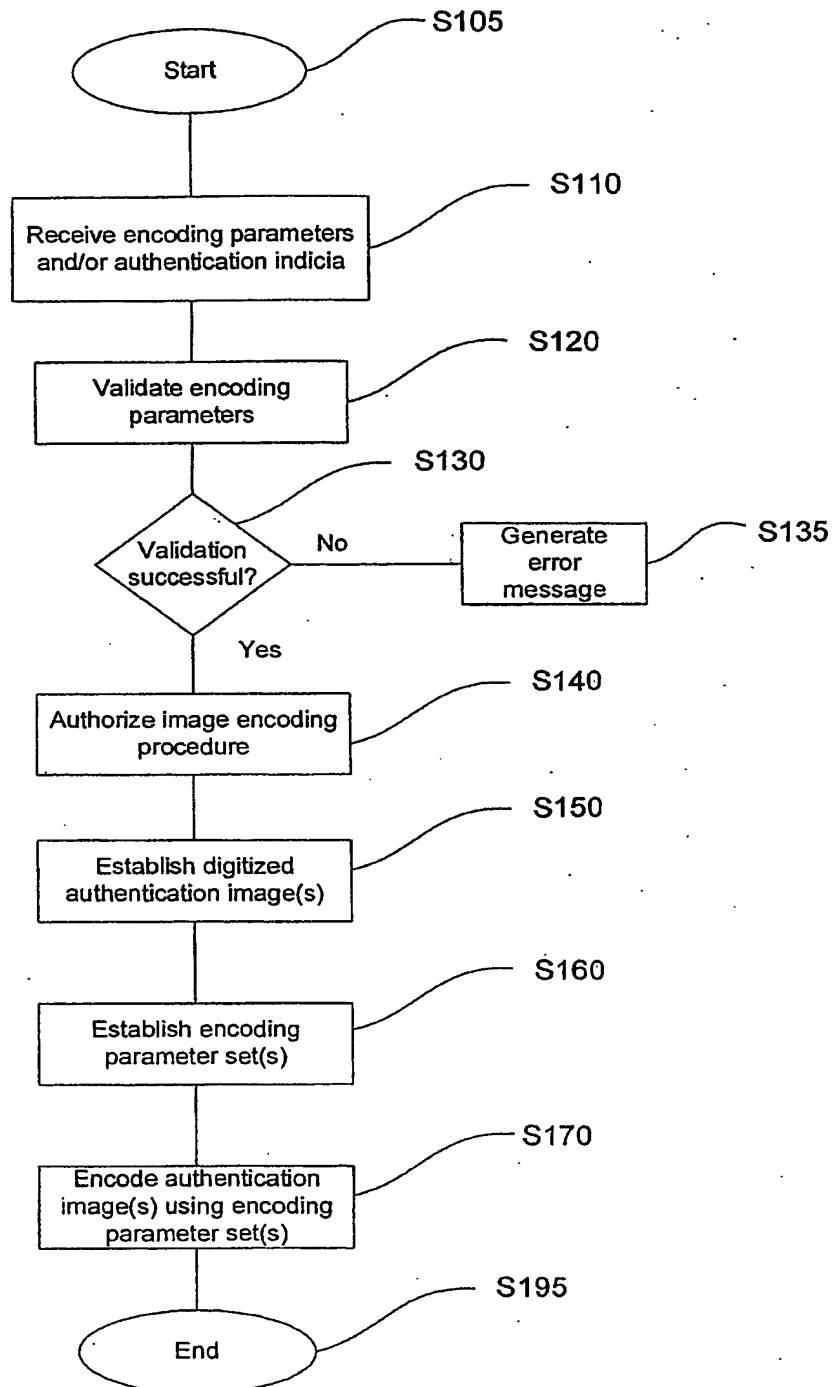 S105
Start
S110
Receive encoding parameters
and/or authentication indicia
S120
Validate encoding
parameters
S130
Validation
successful?
No
Generate
error
message
S135
Yes
S140
Authorize image encoding
procedure
S150
Establish digitized
authentication image(s)
S160
Establish encoding
parameter set(s)
S170
Encode authentication
image(s) using encoding
parameter set(s)
S195
End